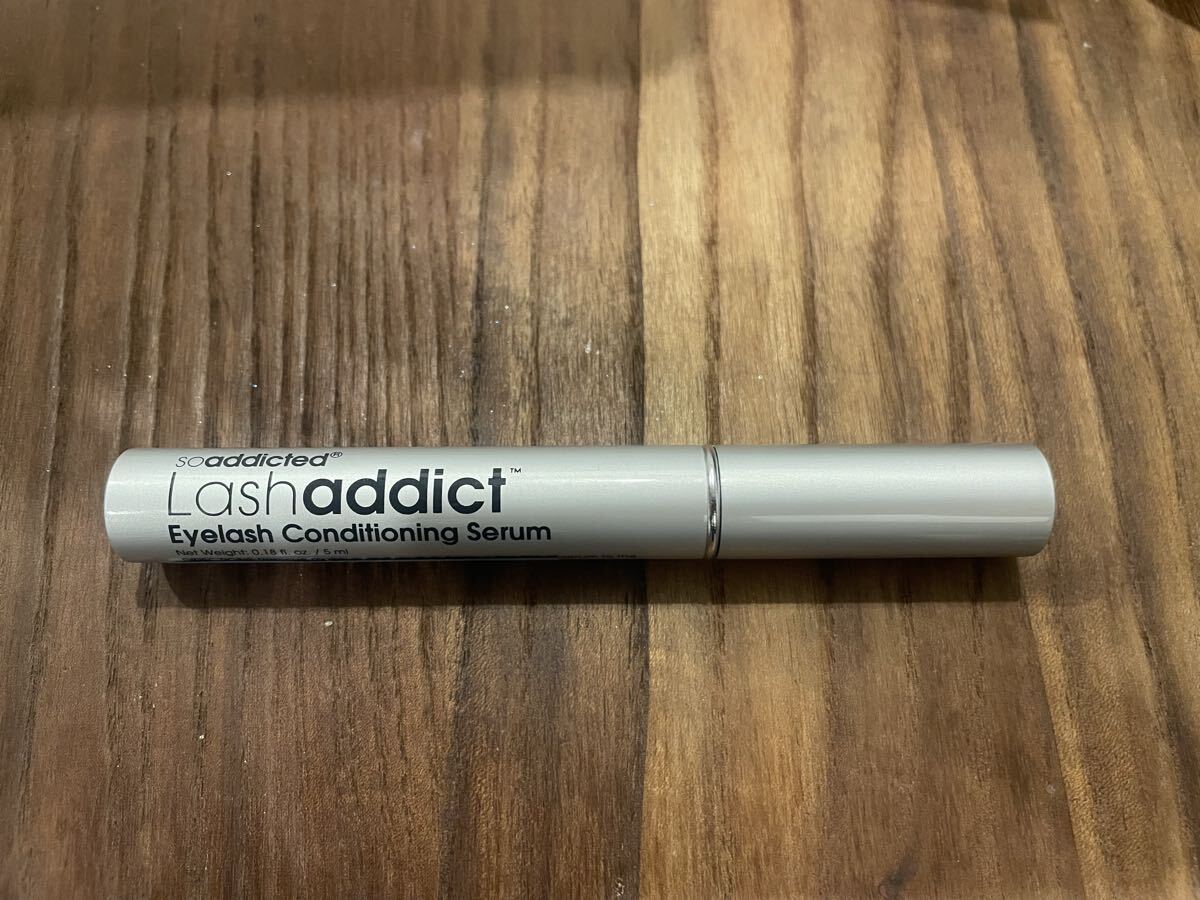 soaddicted®
Lashaddict™
Eyelash Conditioning Serum
Net Weight: 0.18 fl. oz. / 5 ml